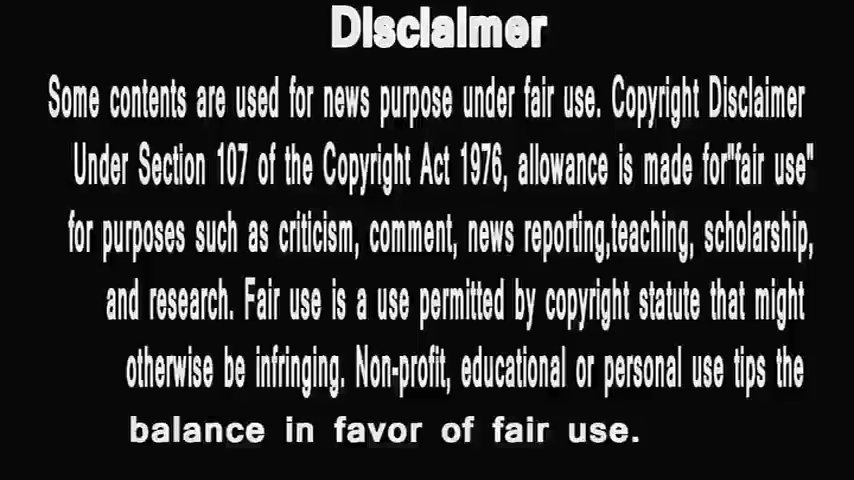 Disclaimer
Some contents are used for news purpose under fair use. Copyright Disclaimer
Under Section 107 of the Copyright Act 1976, allowance is made for"fair use"
for purposes such as criticism, comment, news reporting,teaching, scholarship,
and research. Fair use is a use permitted by copyright statute that might
otherwise be infringing. Non-profit, educational or personal use tips the
balance in favor of fair use.